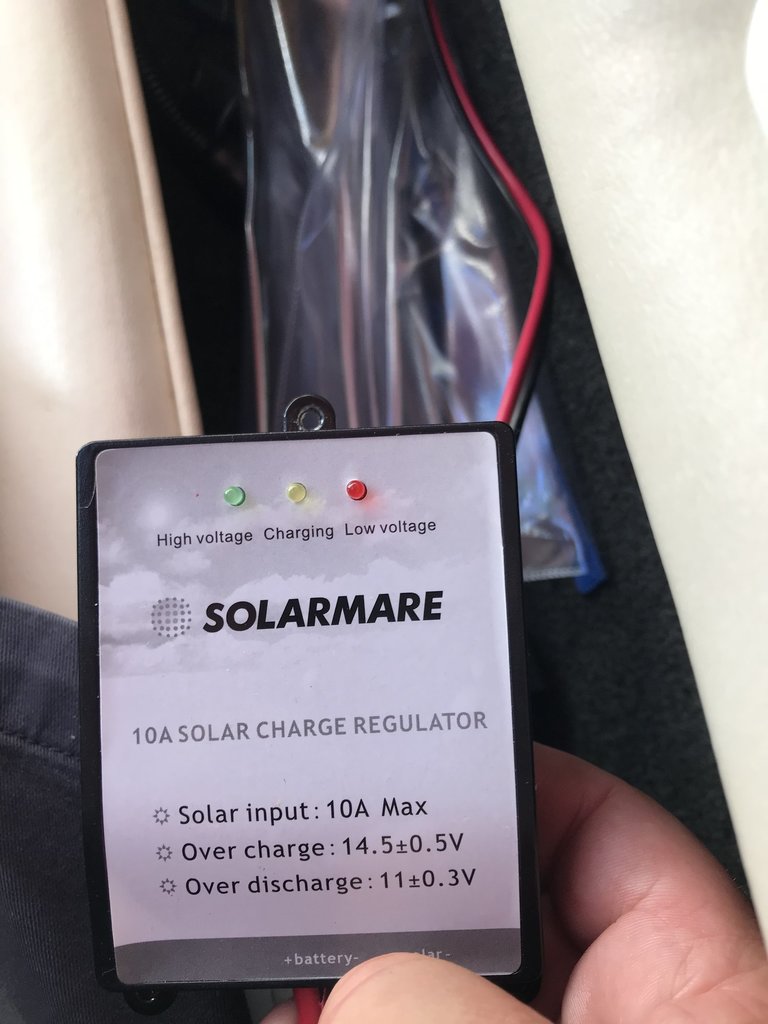 High voltage Charging Low voltage
SOLARMARE
10A SOLAR CHARGE REGULATOR
Solar input: 10A Max
Over charge: 14.5±0.5V
Over discharge: 11±0.3V
+battery-